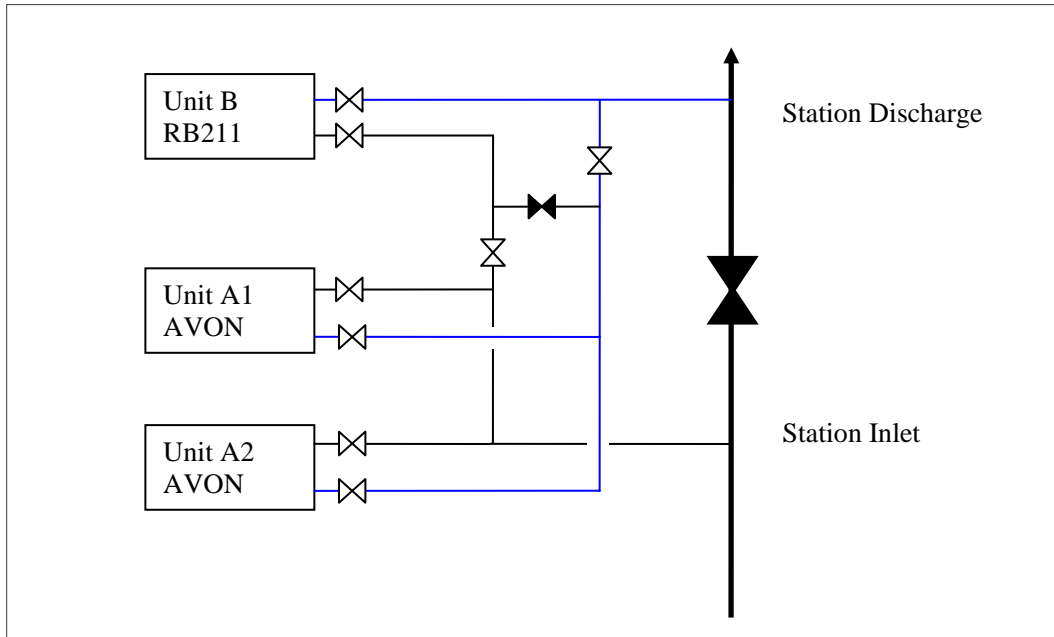 Unit B
RB211
Station Discharge
Unit A1
AVON
Unit A2
AVON
Station Inlet